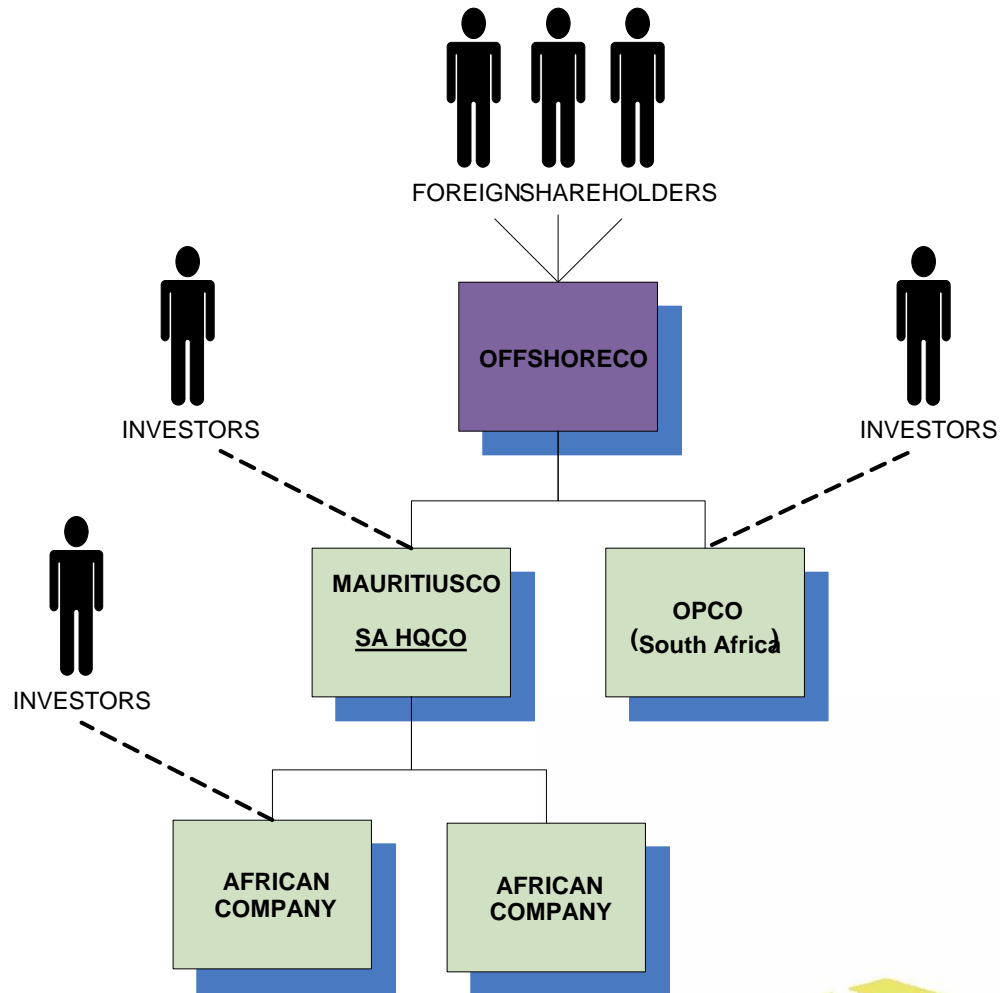 FOREIGNSHAREHOLDERS
OFFSHORECO
INVESTORS
INVESTORS
MAURITIUSCO
SA HQCO
OPCO
(South Africa)
INVESTORS
AFRICAN
COMPANY
AFRICAN
COMPANY